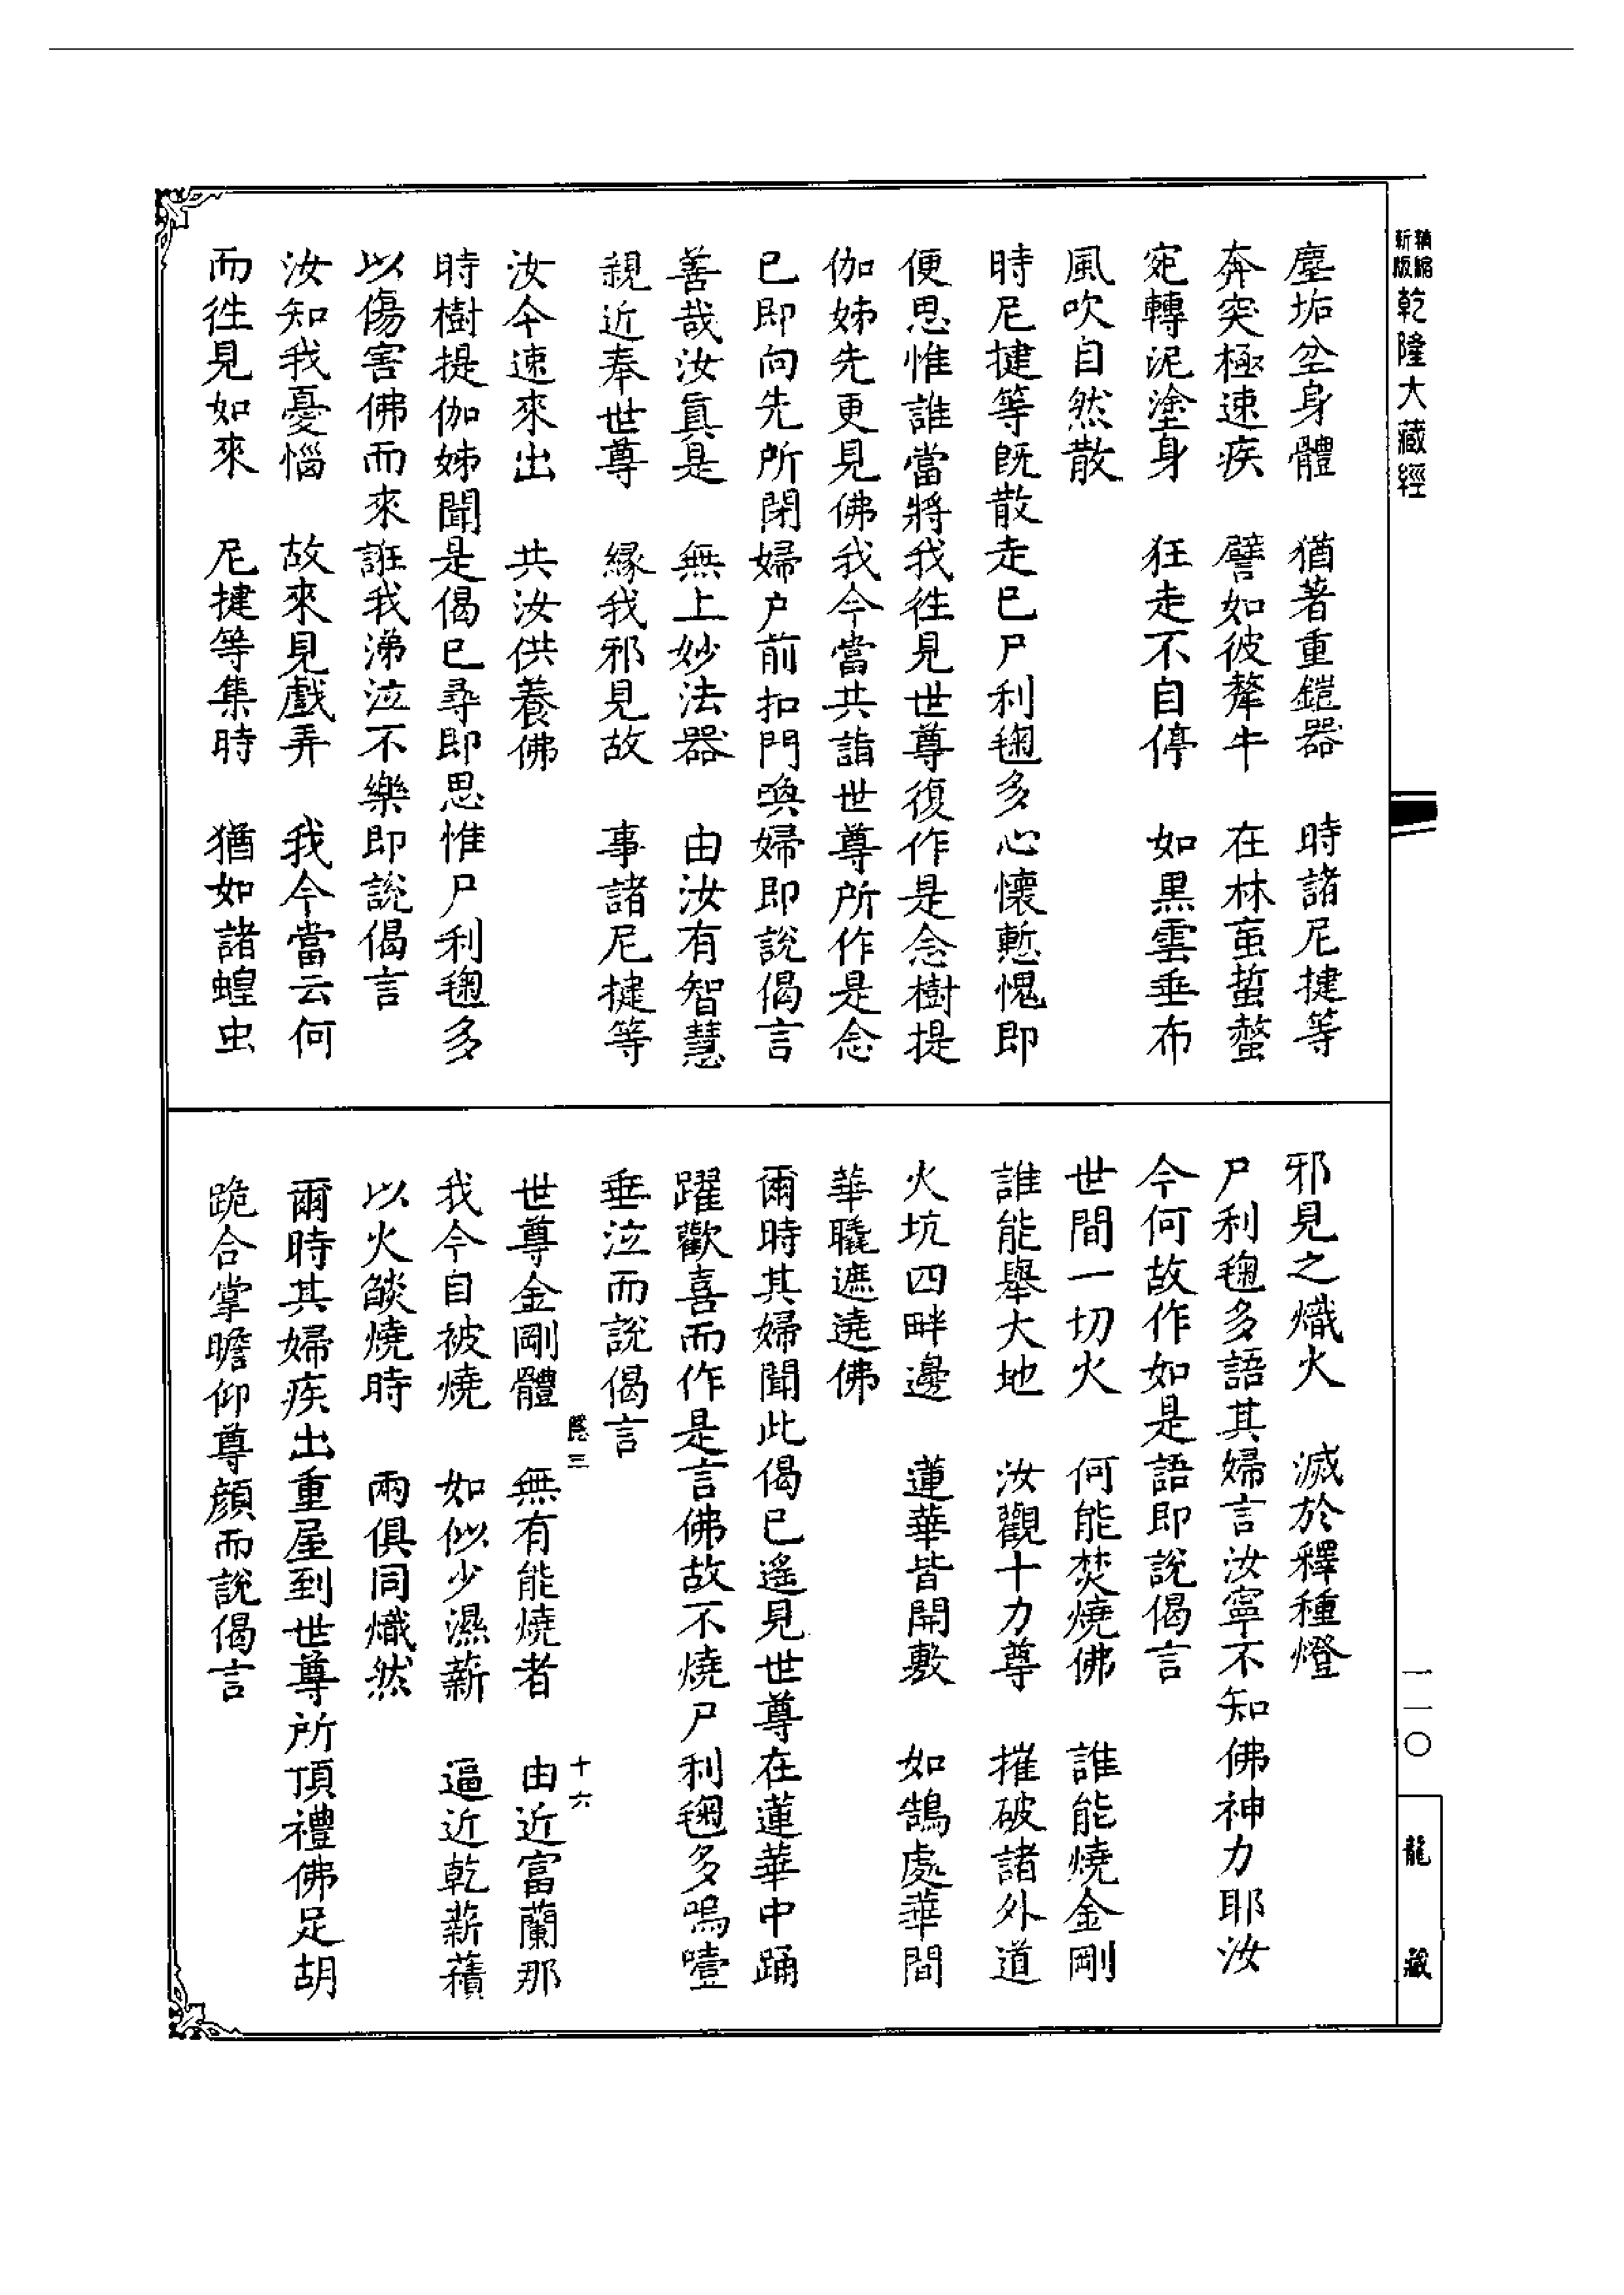 新版
精縮
乾隆大藏經
塵垢坌身體　猶著重鎧器　時諸尼揵等
奔突極速疾　譬如彼犛牛　在林䖟蜇螫
宛轉泥塗身　狂走不自停　如黑雲垂布
風吹自然散
時尼揵等既散走已尸利毱多心懷慙愧即
便思惟誰當將我徃見世尊復作是念樹提
伽姊先更見佛我今當共詣世尊所作是念
已即向先所閉婦户前扣門喚婦即說偈言
善哉汝眞是　無上妙法器　由汝有智慧
親近奉世尊　緣我邪見故　事諸尼揵等
汝今速來出　共汝供養佛
時樹提伽姊聞是偈已尋即思惟尸利毱多
以傷害佛而來誑我涕泣不樂即說偈言
汝知我憂惱　故來見戲弄　我今當云何
而徃見如來　尼揵等集時　猶如諸蝗虫
邪見之熾火　滅於釋種燈
尸利毱多語其婦言汝寧不知佛神力耶汝
今何故作如是語即說偈言
世間一切火　何能焚燒佛　誰能燒金剛
誰能舉大地　汝觀十力尊　摧破諸外道
火坑四畔邊　蓮華皆開敷　如鵠處華間
華𣰽遮遶佛
爾時其婦聞此偈已遙見世尊在蓮華中踊
躍歡喜而作是言佛故不燒尸利毱多嗚噎
垂泣而說偈言
三　十六
世尊金剛體　無有能燒者　由近富蘭那
我今自被燒　如似少濕薪　逼近乾薪積
以火燄燒時　兩俱同熾然
爾時其婦疾出重屋到世尊所頂禮佛足胡
跪合掌瞻仰尊顏而說偈言
一一〇
龍藏